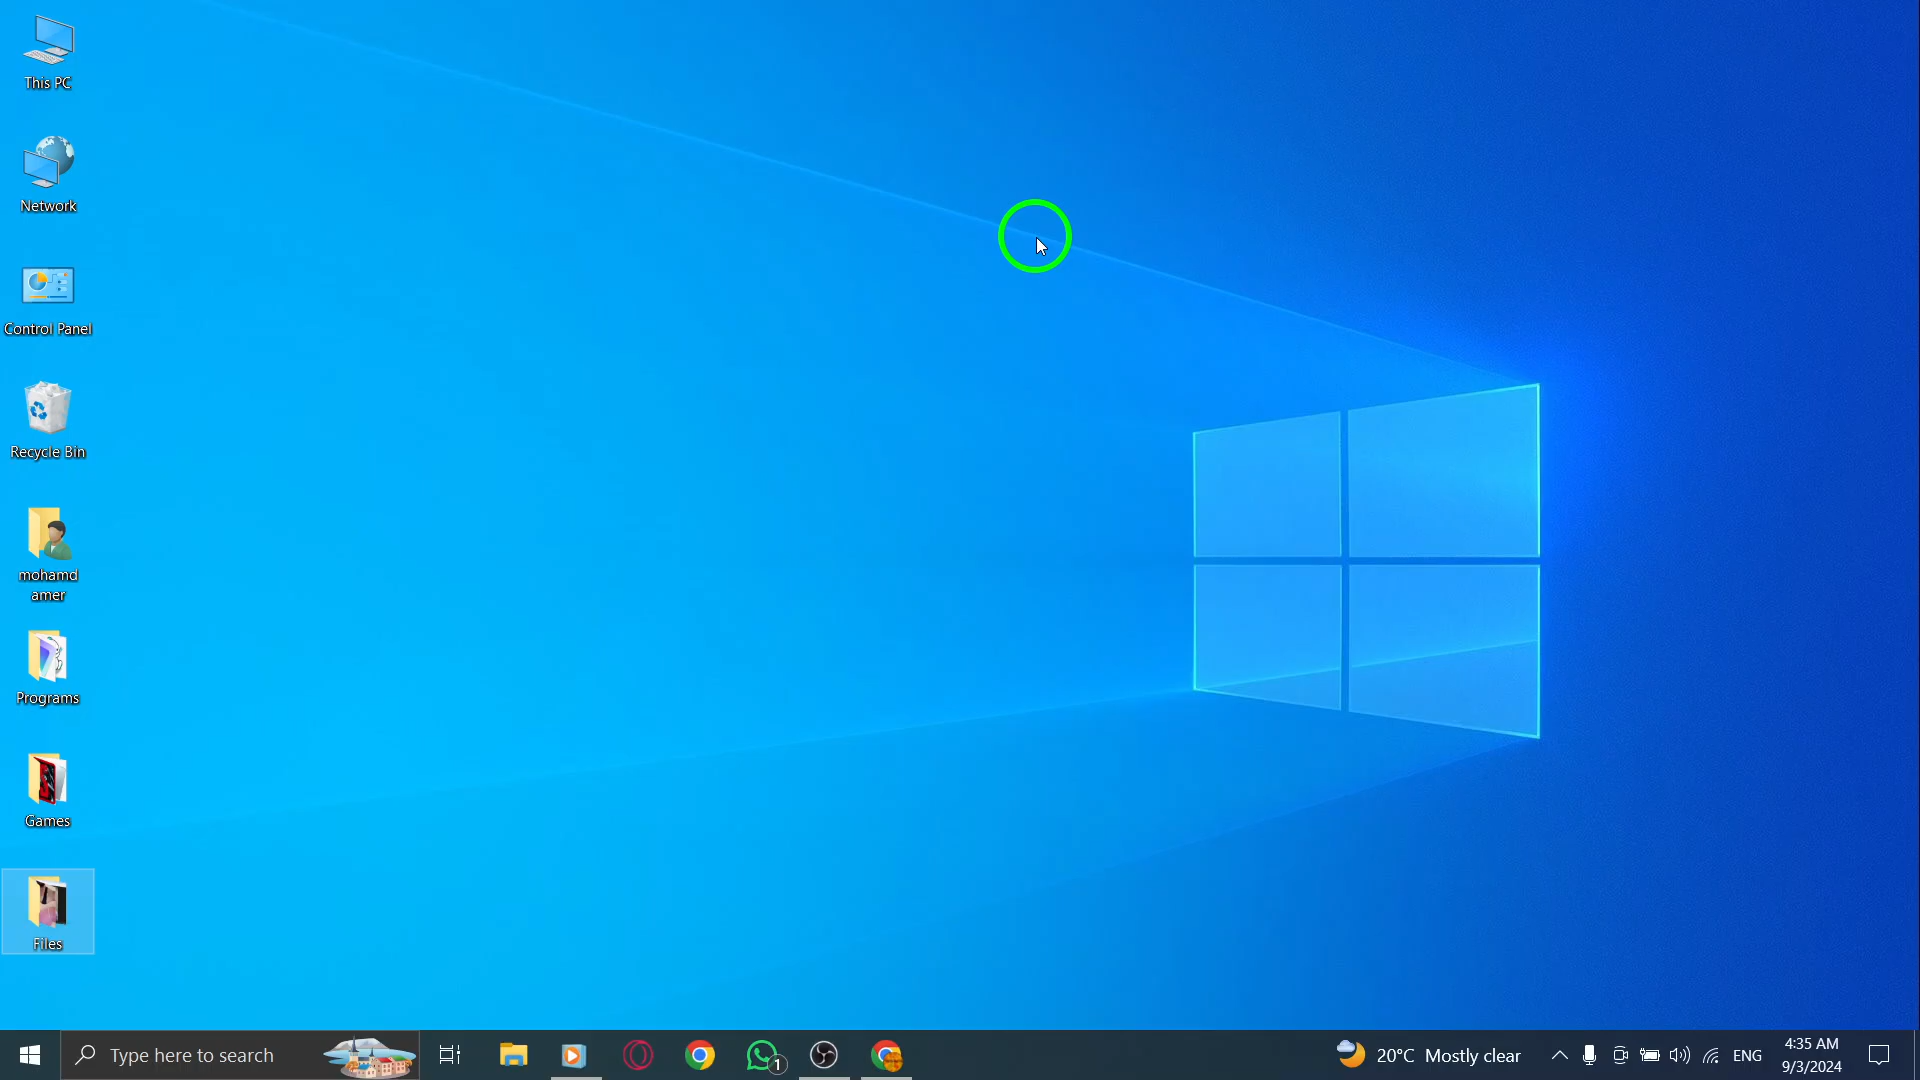 This PC
Network
Control Panel
Recycle Bin
mohamd
amer
Programs
Games
Files
Type here to search
1
20°C Mostly clear
ENG
4:35 AM
9/3/2024